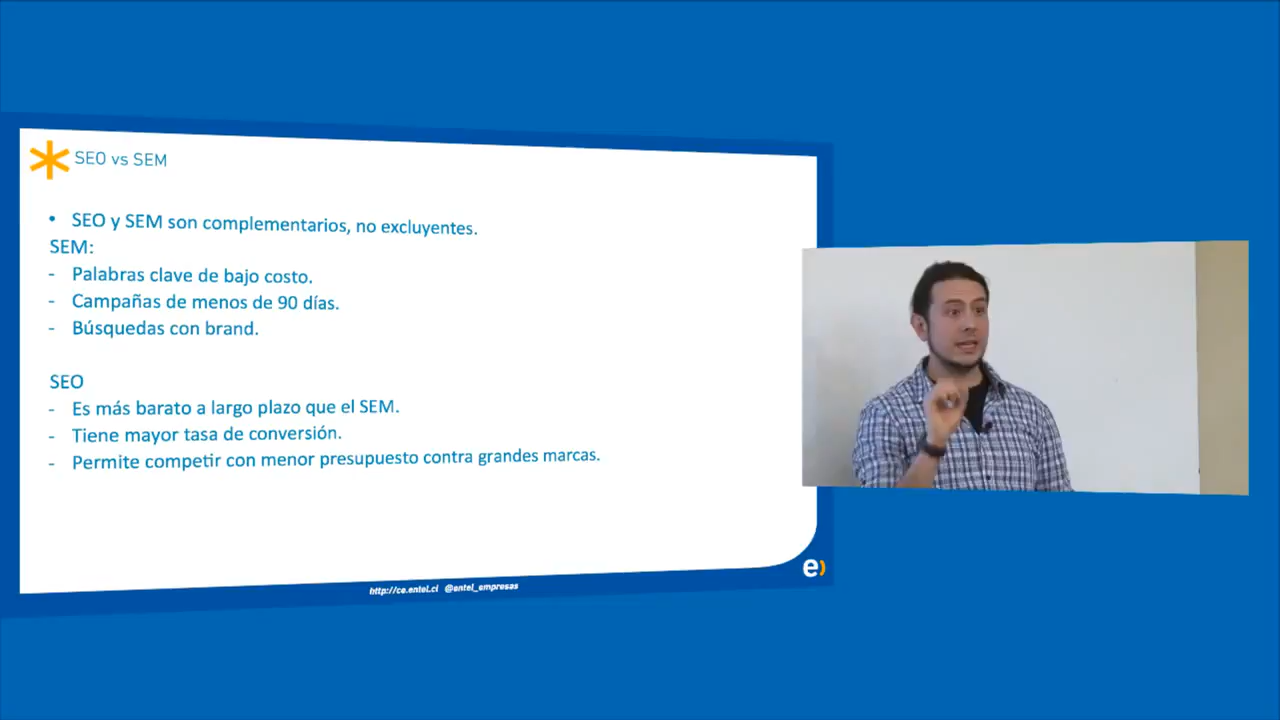 SEO vs SEM
• SEO y SEM son complementarios, no excluyentes.
SEM:
- Palabras clave de bajo costo.
- Campañas de menos de 90 días.
- Búsquedas con brand.
SEO
- Es más barato a largo plazo que el SEM.
- Tiene mayor tasa de conversión.
- Permite competir con menor presupuesto contra grandes marcas.
e)
http://ce.entel.cl @entel_empresas